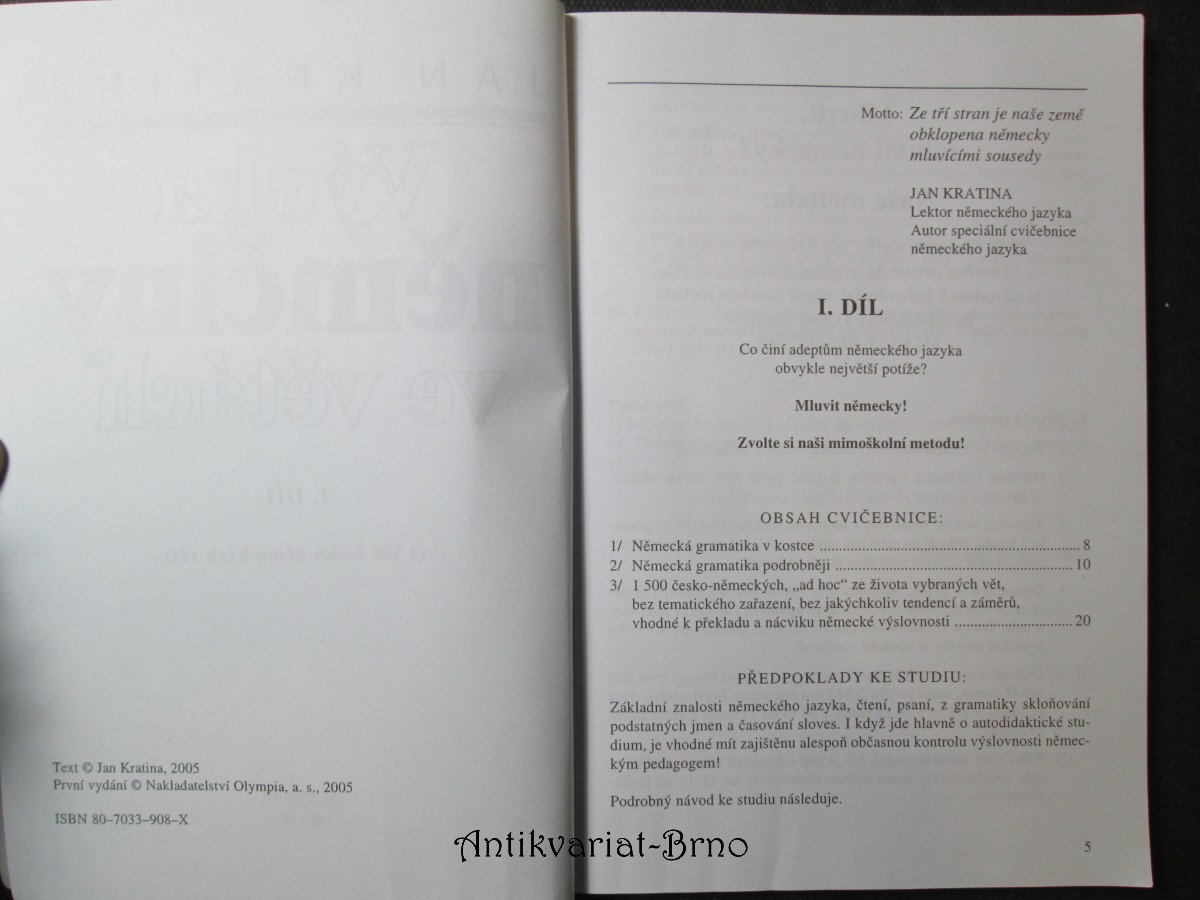 Text © Jan Kratina, 2005
První vydání © Nakladatelství Olympia, a. s., 2005
ISBN 80–7033–908–X
Motto: Ze tří stran je naše země
obklopena německy
mluvícími sousedy
JAN KRATINA
Lektor německého jazyka
Autor speciální cvičebnice
německého jazyka
I. DÍL
Co činí adeptům německého jazyka
obvykle největší potíže?
Mluvit německy!
Zvolte si naši mimoškolní metodu!
OBSAH CVIČEBNICE:
1/ Německá gramatika v kostce ........................................................ 8
2/ Německá gramatika podrobněji .................................................... 10
3/ 1 500 česko-německých, „ad hoc“ ze života vybraných vět,
bez tematického zařazení, bez jakýchkoliv tendencí a záměrů,
vhodné k překladu a nácviku německé výslovnosti .............................. 20
PŘEDPOKLADY KE STUDIU:
Základní znalosti německého jazyka, čtení, psaní, z gramatiky skloňování
podstatných jmen a časování sloves. I když jde hlavně o autodidaktické stu-
dium, je vhodné mít zajištěnu alespoň občasnou kontrolu výslovnosti němec-
kým pedagogem!
Podrobný návod ke studiu následuje.
5
Antikvariat-Brno